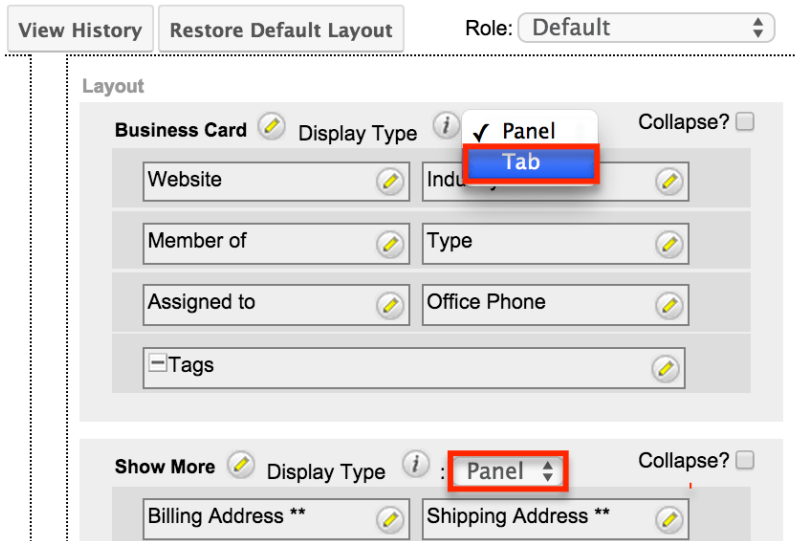 View History Restore Default Layout Role: Default
Layout
Business Card Display Type i ✓ Panel Collapse?
Tab
Website
Member of Type
Assigned to Office Phone
Tags
Show More Display Type i : Panel Collapse?
Billing Address ** Shipping Address **